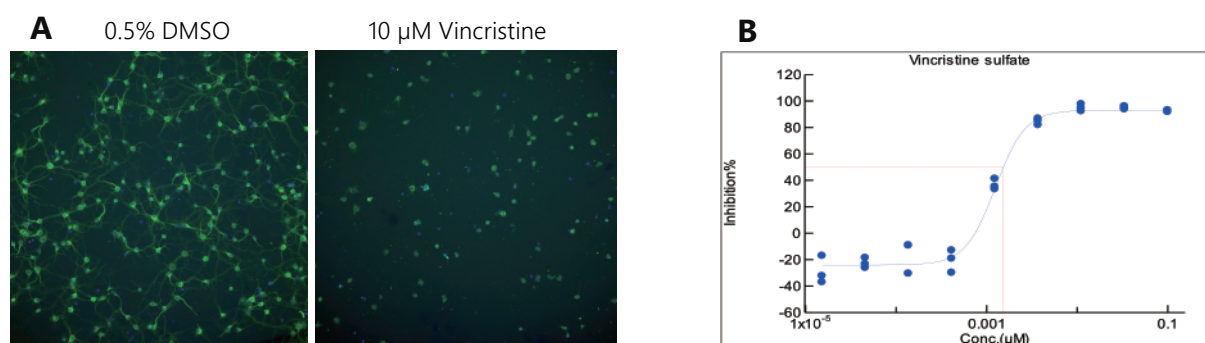 A
0.5% DMSO
10 µM Vincristine
B
Vincristine sulfate
120
100
80
60
40
20
0
-20
-40
-60
Inhibition%
1x10⁻⁵
0.001
0.1
Conc.(µM)